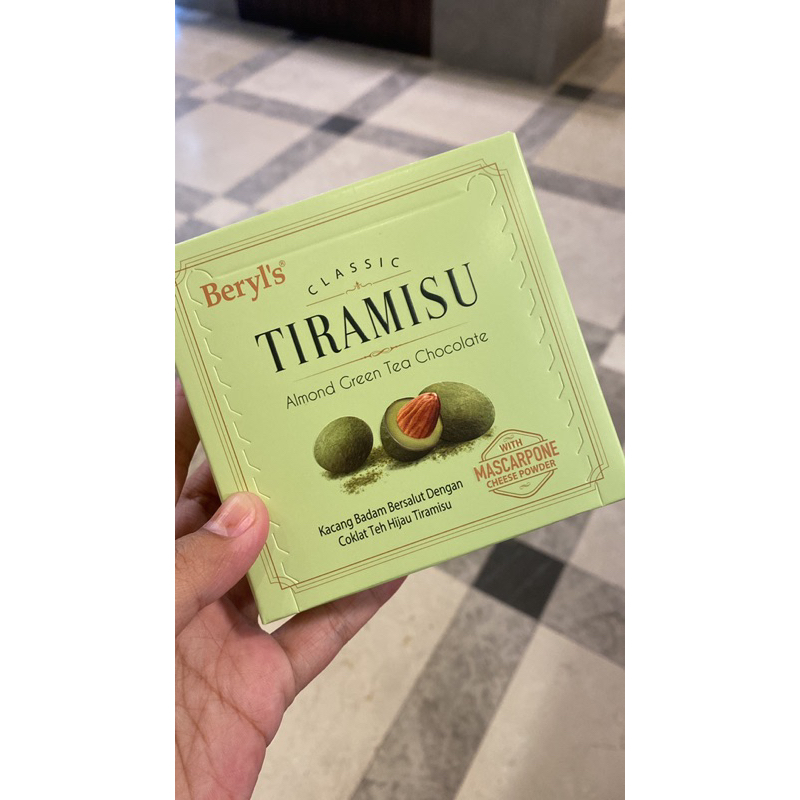 Beryl's®
CLASSIC
TIRAMISU
Almond Green Tea Chocolate
WITH
MASCARPONE
CHEESE POWDER
Kacang Badam Bersalut Dengan
Coklat Teh Hijau Tiramisu